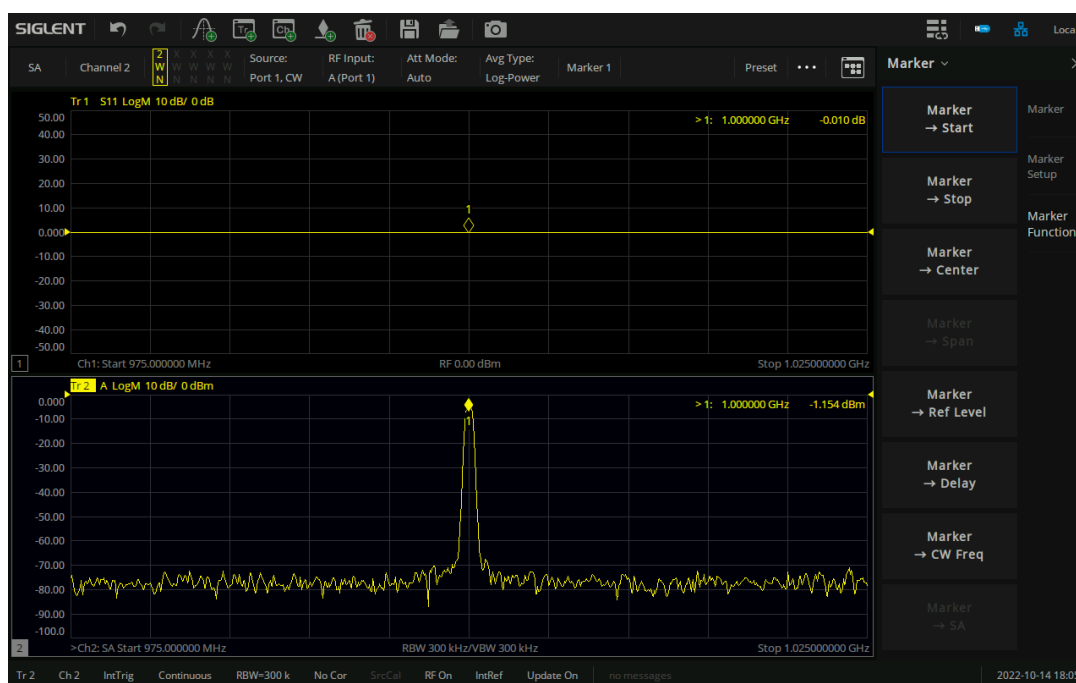 SIGLENT
Tr
Ch
Local
SA
Channel 2
2 X X X X
W W W W W
N N N N N
Source:
Port 1, CW
RF Input:
A (Port 1)
Att Mode:
Auto
Avg Type:
Log-Power
Marker 1
Preset
Marker
Tr 1 S11 LogM 10 dB/ 0 dB
> 1: 1.000000 GHz -0.010 dB
50.00
40.00
30.00
20.00
10.00
0.000
-10.00
-20.00
-30.00
-40.00
-50.00
1
1
Ch1: Start 975.000000 MHz
RF 0.00 dBm
Stop 1.025000000 GHz
Tr 2 A LogM 10 dB/ 0 dBm
> 1: 1.000000 GHz -1.154 dBm
0.000
-10.00
-20.00
-30.00
-40.00
-50.00
-60.00
-70.00
-80.00
-90.00
-100.0
1
2
>Ch2: SA Start 975.000000 MHz
RBW 300 kHz/VBW 300 kHz
Stop 1.025000000 GHz
Marker
→ Start
Marker
→ Stop
Marker
→ Center
Marker
→ Span
Marker
→ Ref Level
Marker
→ Delay
Marker
→ CW Freq
Marker
→ SA
Marker
Marker
Setup
Marker
Function
Tr 2 Ch 2 IntTrig Continuous RBW=300 k No Cor SrcCal RF On IntRef Update On no messages 2022-10-14 18:05